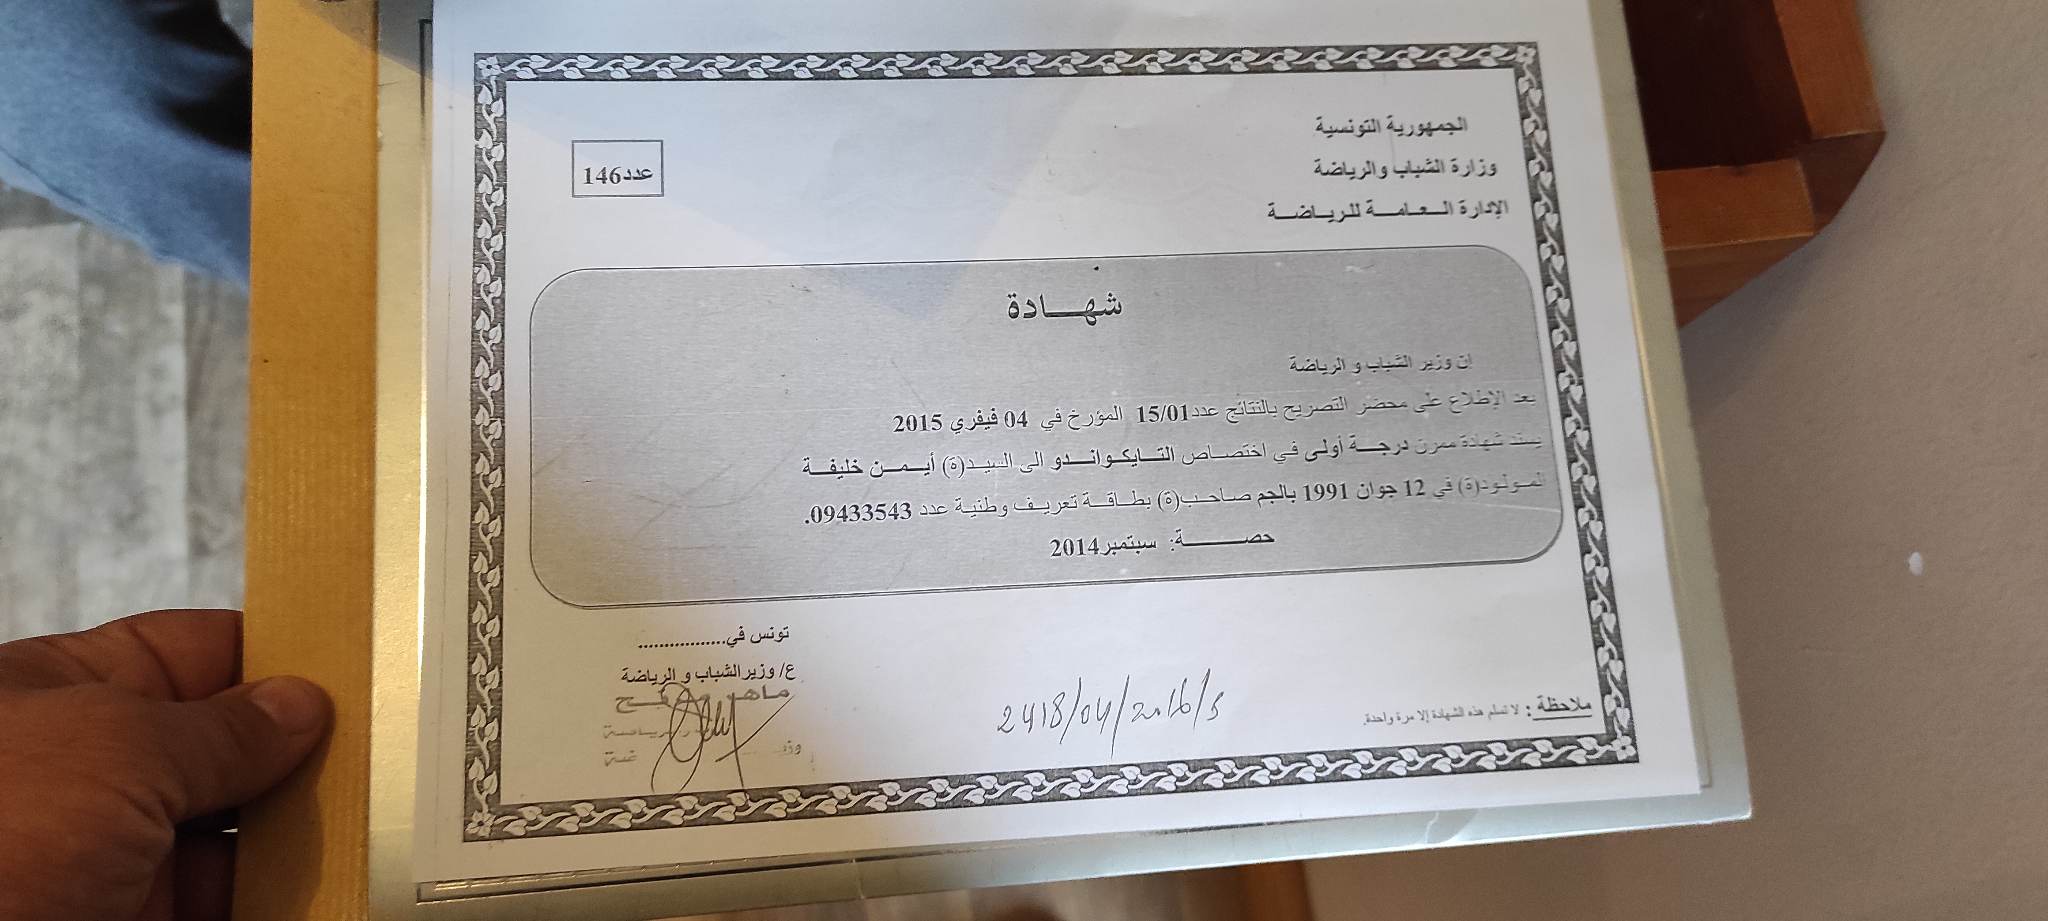 الجمهورية التونسية
وزارة الشباب والرياضة
الإدارة العامة للرياضة
عدد146
شهادة
إن وزير الشباب و الرياضة
بعد الإطلاع على محضر التصريح بالنتائج عدد15/01 المؤرخ في 04 فيفري 2015
يسند شهادة ممرن درجة أولى في اختصاص التايكواندو الى السيد(ة) أيمن خليفة
المولود(ة) في 12 جوان 1991 بالجم صاحب(ة) بطاقة تعريف وطنية عدد 09433543.
حصة: سبتمبر2014
تونس في.................
ع/ وزير الشباب و الرياضة
ماهر
2418/04/2016/5
ملاحظة : لا تسلم هذه الشهادة إلا مرة واحدة.